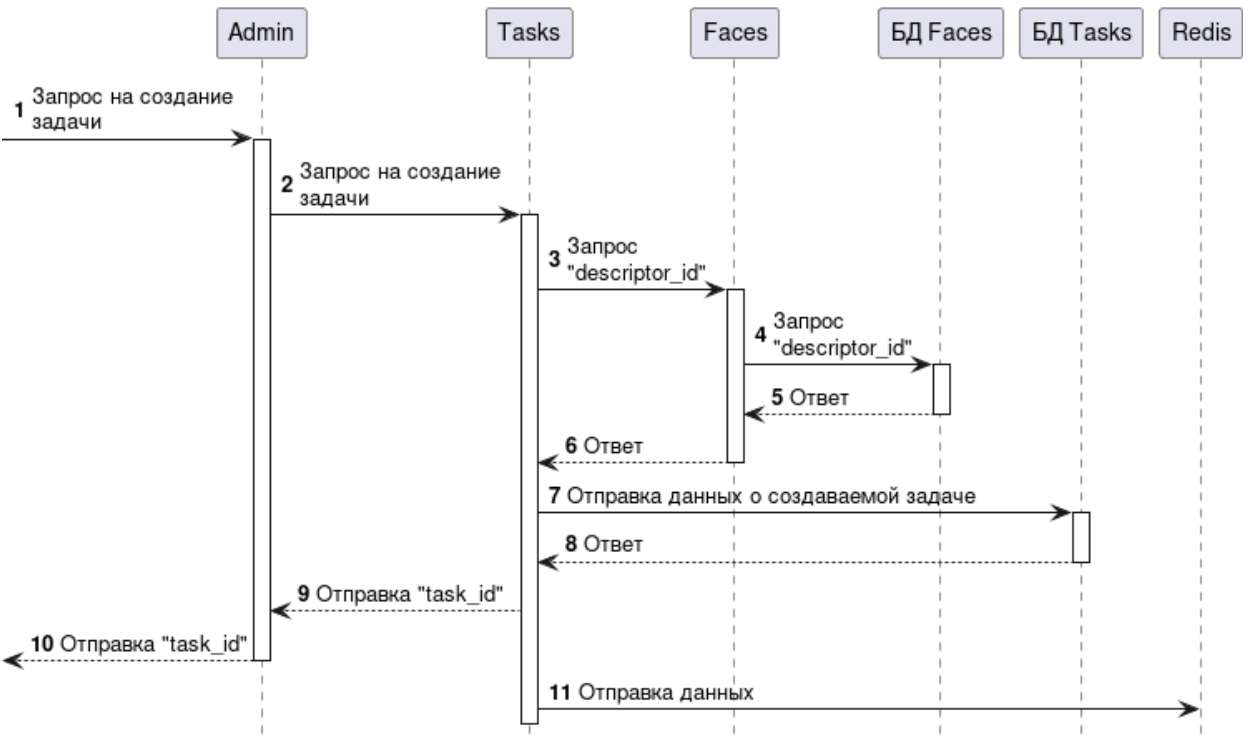 Admin
Tasks
Faces
БД Faces
БД Tasks
Redis
1 Запрос на создание
задачи
2 Запрос на создание
задачи
3 Запрос
"descriptor_id"
4 Запрос
"descriptor_id"
5 Ответ
6 Ответ
7 Отправка данных о создаваемой задаче
8 Ответ
9 Отправка "task_id"
10 Отправка "task_id"
11 Отправка данных